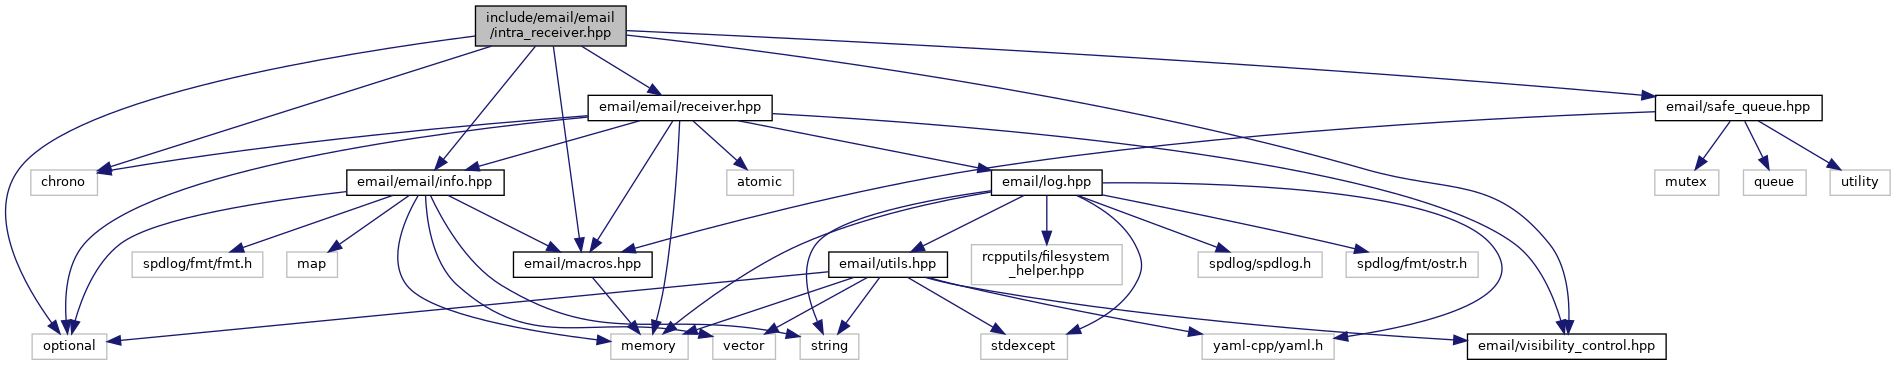 include/email/email
/intra_receiver.hpp
email/email/receiver.hpp
email/safe_queue.hpp
chrono
email/email/info.hpp
atomic
email/log.hpp
mutex
queue
utility
spdlog/fmt/fmt.h
map
email/macros.hpp
email/utils.hpp
rcpputils/filesystem
_helper.hpp
spdlog/spdlog.h
spdlog/fmt/ostr.h
optional
memory
vector
string
stdexcept
yaml-cpp/yaml.h
email/visibility_control.hpp